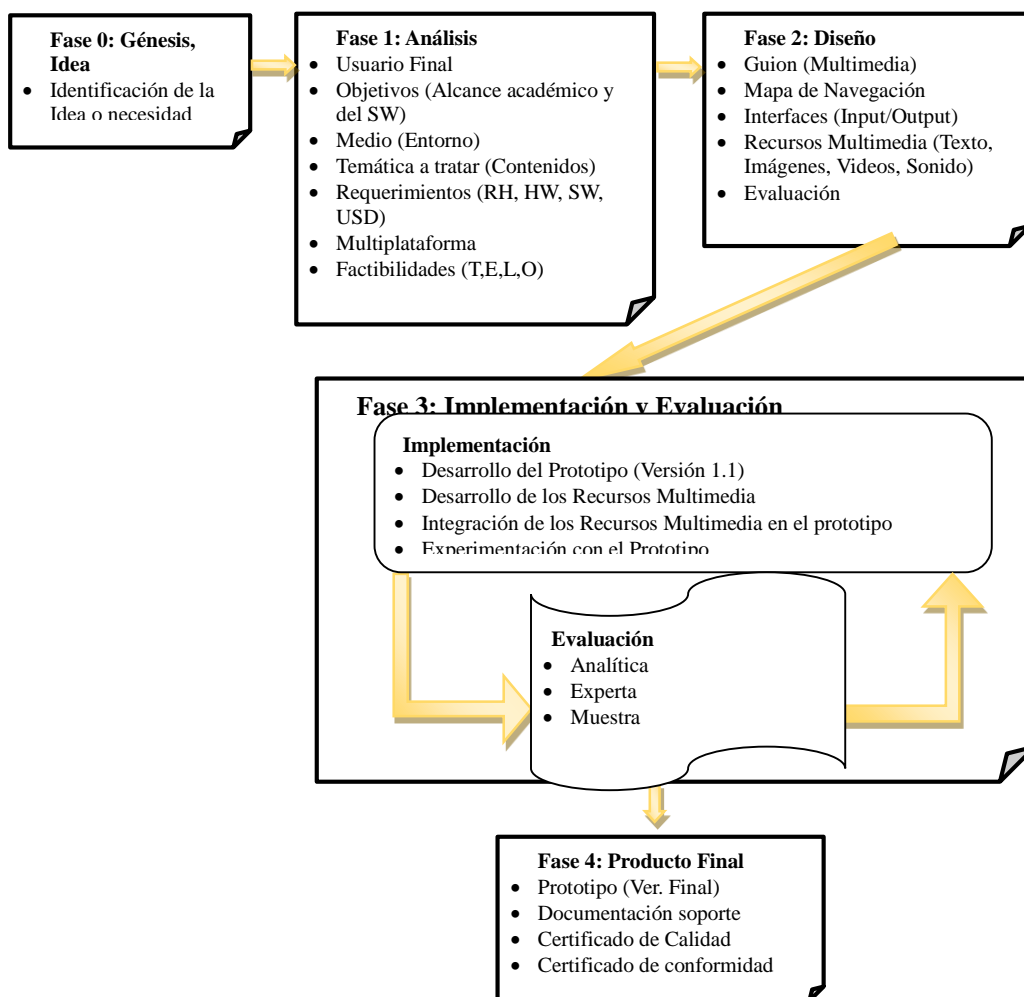 Fase 0: Génesis,
Idea
• Identificación de la
Idea o necesidad
Fase 1: Análisis
• Usuario Final
• Objetivos (Alcance académico y
del SW)
• Medio (Entorno)
• Temática a tratar (Contenidos)
• Requerimientos (RH, HW, SW,
USD)
• Multiplataforma
• Factibilidades (T,E,L,O)
Fase 2: Diseño
• Guion (Multimedia)
• Mapa de Navegación
• Interfaces (Input/Output)
• Recursos Multimedia (Texto,
Imágenes, Videos, Sonido)
• Evaluación
Fase 3: Implementación y Evaluación
Implementación
• Desarrollo del Prototipo (Versión 1.1)
• Desarrollo de los Recursos Multimedia
• Integración de los Recursos Multimedia en el prototipo
• Experimentación con el Prototipo
Evaluación
• Analítica
• Experta
• Muestra
Fase 4: Producto Final
• Prototipo (Ver. Final)
• Documentación soporte
• Certificado de Calidad
• Certificado de conformidad